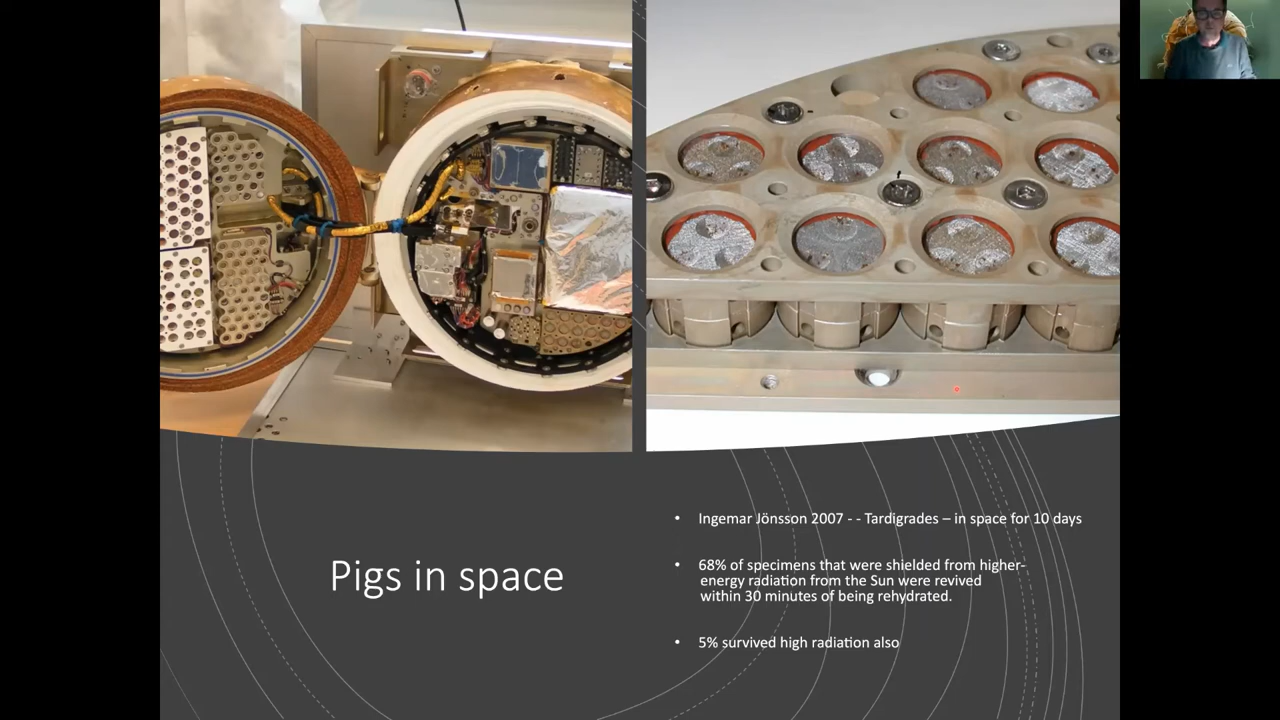 Pigs in space
• Ingemar Jönsson 2007 - - Tardigrades – in space for 10 days
• 68% of specimens that were shielded from higher-
energy radiation from the Sun were revived
within 30 minutes of being rehydrated.
• 5% survived high radiation also